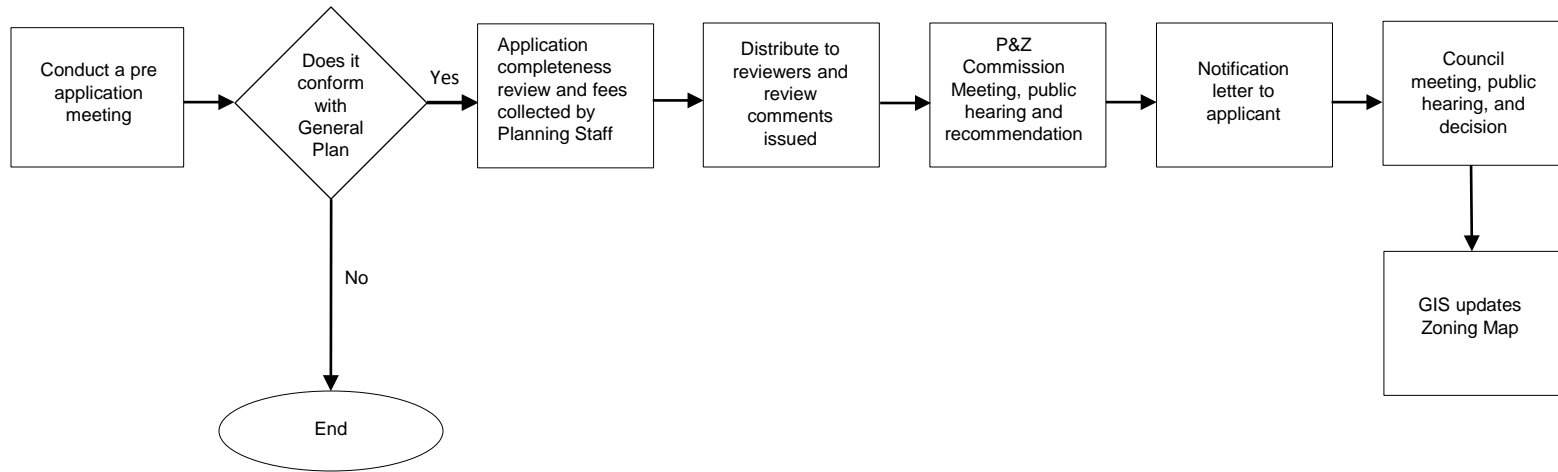 Conduct a pre
application
meeting
Does it
conform
with
General
Plan
Yes
Application
completeness
review and fees
collected by
Planning Staff
Distribute to
reviewers and
review
comments
issued
P&Z
Commission
Meeting, public
hearing and
recommendation
Notification
letter to
applicant
Council
meeting, public
hearing, and
decision
No
GIS updates
Zoning Map
End